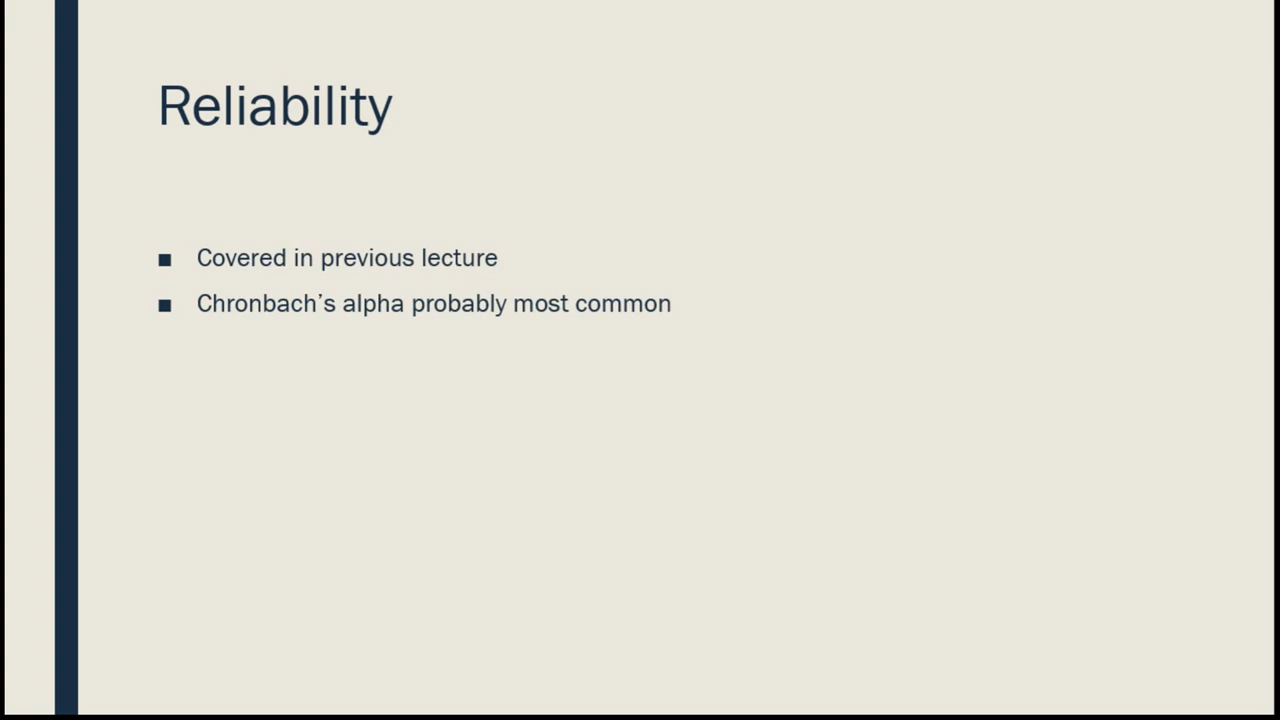 Reliability
■ Covered in previous lecture
■ Chronbach’s alpha probably most common